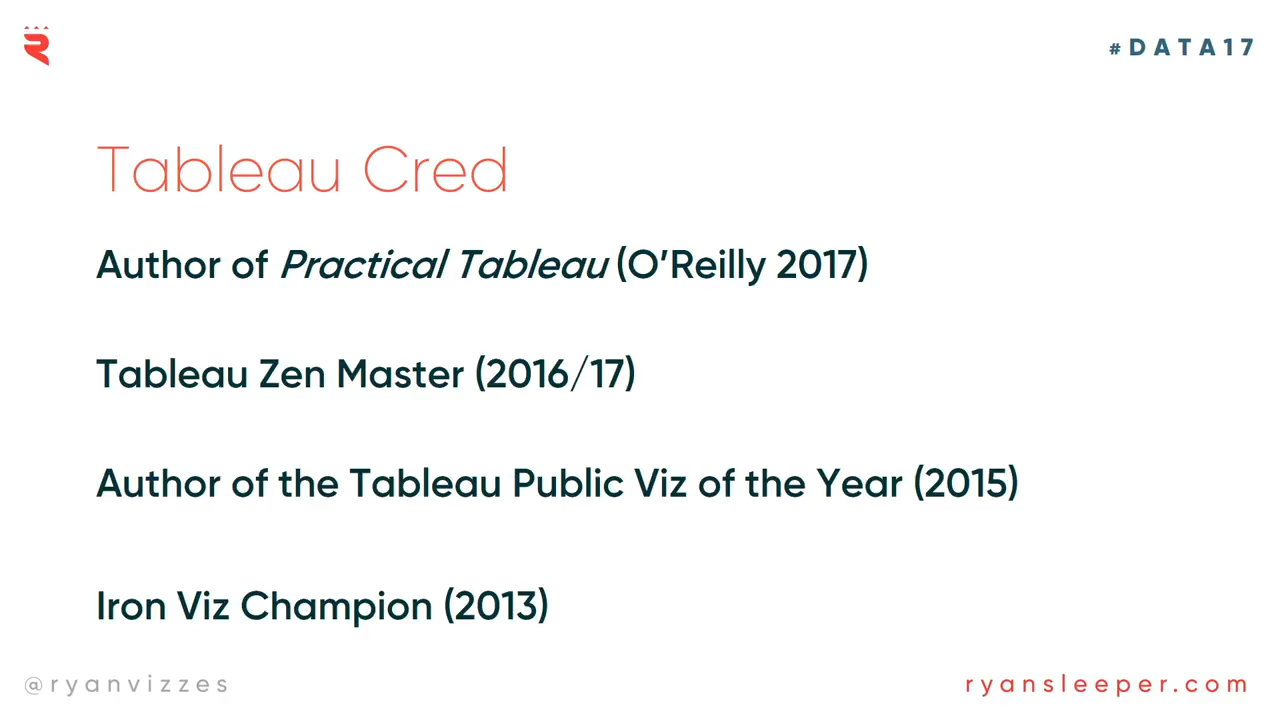 #DATA17
Tableau Cred
Author of Practical Tableau (O’Reilly 2017)
Tableau Zen Master (2016/17)
Author of the Tableau Public Viz of the Year (2015)
Iron Viz Champion (2013)
@ryanvizzes
ryansleeper.com